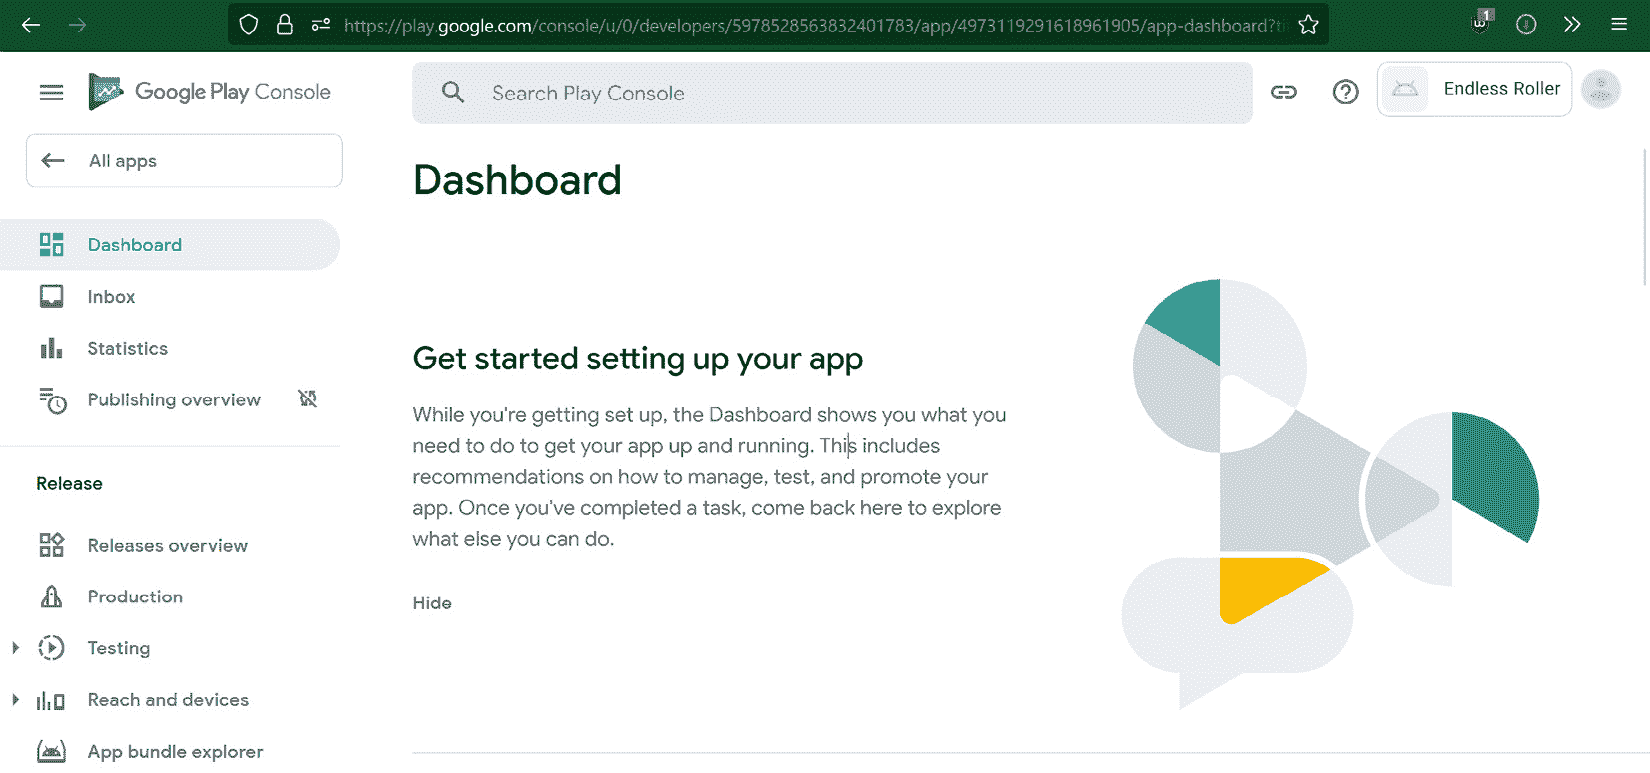 https://play.google.com/console/u/0/developers/5978528563832401783/app/4973119291618961905/app-dashboard?ti
1
Google Play Console
Search Play Console
Endless Roller
All apps
Dashboard
Dashboard
Inbox
Statistics
Publishing overview
Release
Releases overview
Production
Testing
Reach and devices
App bundle explorer
Get started setting up your app
While you're getting set up, the Dashboard shows you what you
need to do to get your app up and running. This includes
recommendations on how to manage, test, and promote your
app. Once you've completed a task, come back here to explore
what else you can do.
Hide